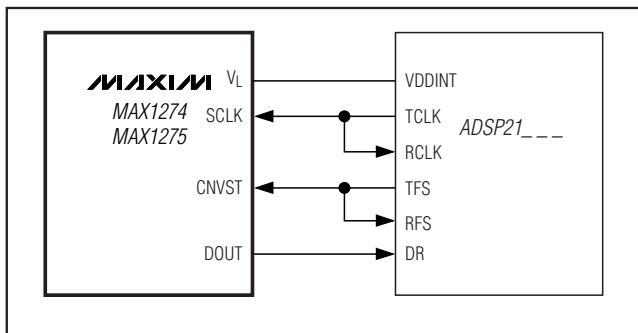 MAXIM
MAX1274
MAX1275
VL
SCLK
CNVST
DOUT
VDDINT
TCLK
RCLK
TFS
RFS
DR
ADSP21_ _ _